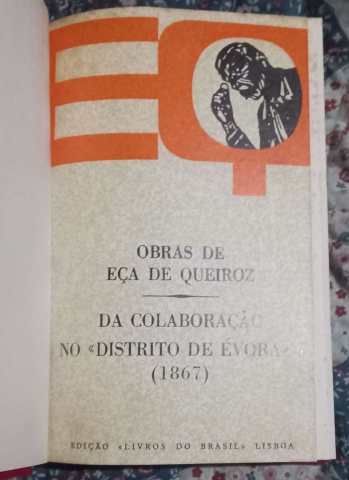 EQ
OBRAS DE
EÇA DE QUEIROZ
DA COLABORAÇÃO
NO «DISTRITO DE ÉVORA»
(1867)
EDIÇÃO «LIVROS DO BRASIL» LISBOA